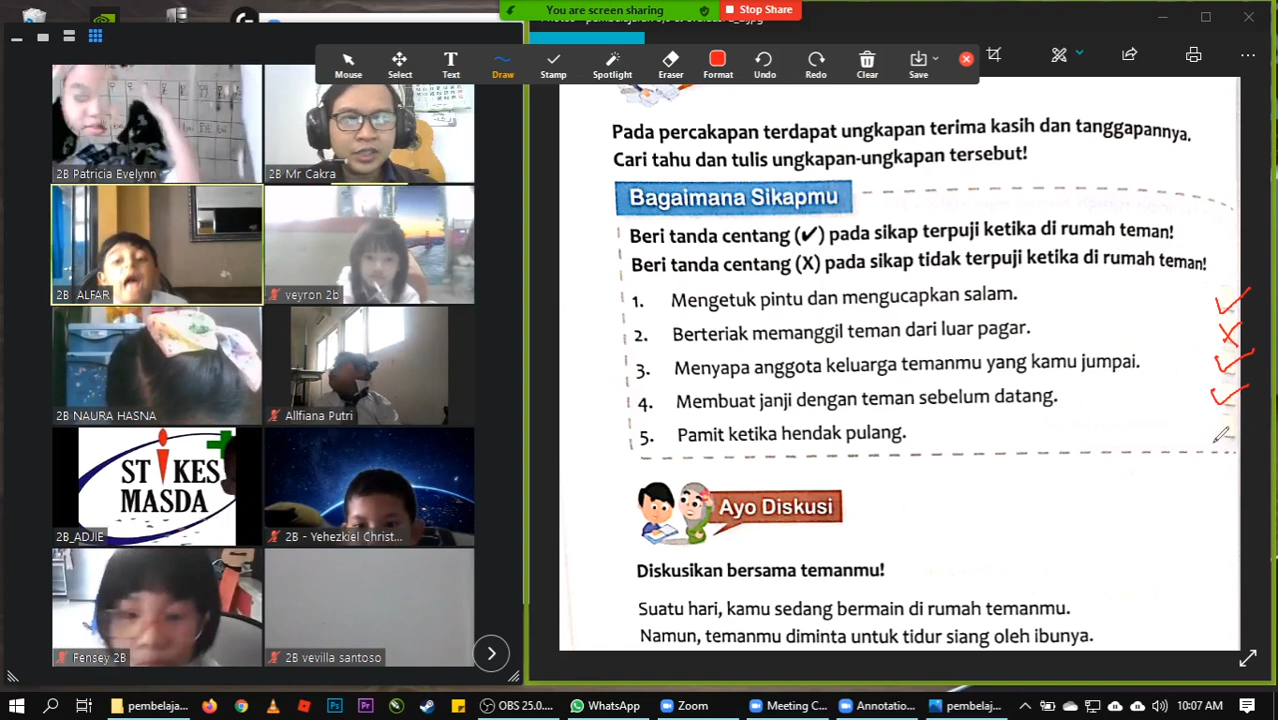 You are screen sharing
Stop Share
Mouse
Select
Text
Draw
Stamp
Spotlight
Eraser
Format
Undo
Redo
Clear
Save
2B Patricia Evelynn
2B Mr Cakra
2B_ALFAR
veyron 2b
2B NAURA HASNA
Allfiana Putri
ST KES
MASDA
2B_ADJIE
2B - Yehezkiel Christ...
Fensey 2B
2B vevilla santoso
Pada percakapan terdapat ungkapan terima kasih dan tanggapannya.
Cari tahu dan tulis ungkapan-ungkapan tersebut!
Bagaimana Sikapmu
Beri tanda centang (✔) pada sikap terpuji ketika di rumah teman!
Beri tanda centang (X) pada sikap tidak terpuji ketika di rumah teman!
1. Mengetuk pintu dan mengucapkan salam.
2. Berteriak memanggil teman dari luar pagar.
3. Menyapa anggota keluarga temanmu yang kamu jumpai.
4. Membuat janji dengan teman sebelum datang.
5. Pamit ketika hendak pulang.
Ayo Diskusi
Diskusikan bersama temanmu!
Suatu hari, kamu sedang bermain di rumah temanmu.
Namun, temanmu diminta untuk tidur siang oleh ibunya.
pembelaja...
OBS 25.0....
WhatsApp
Zoom
Meeting C...
Annotatio...
pembelaj...
10:07 AM